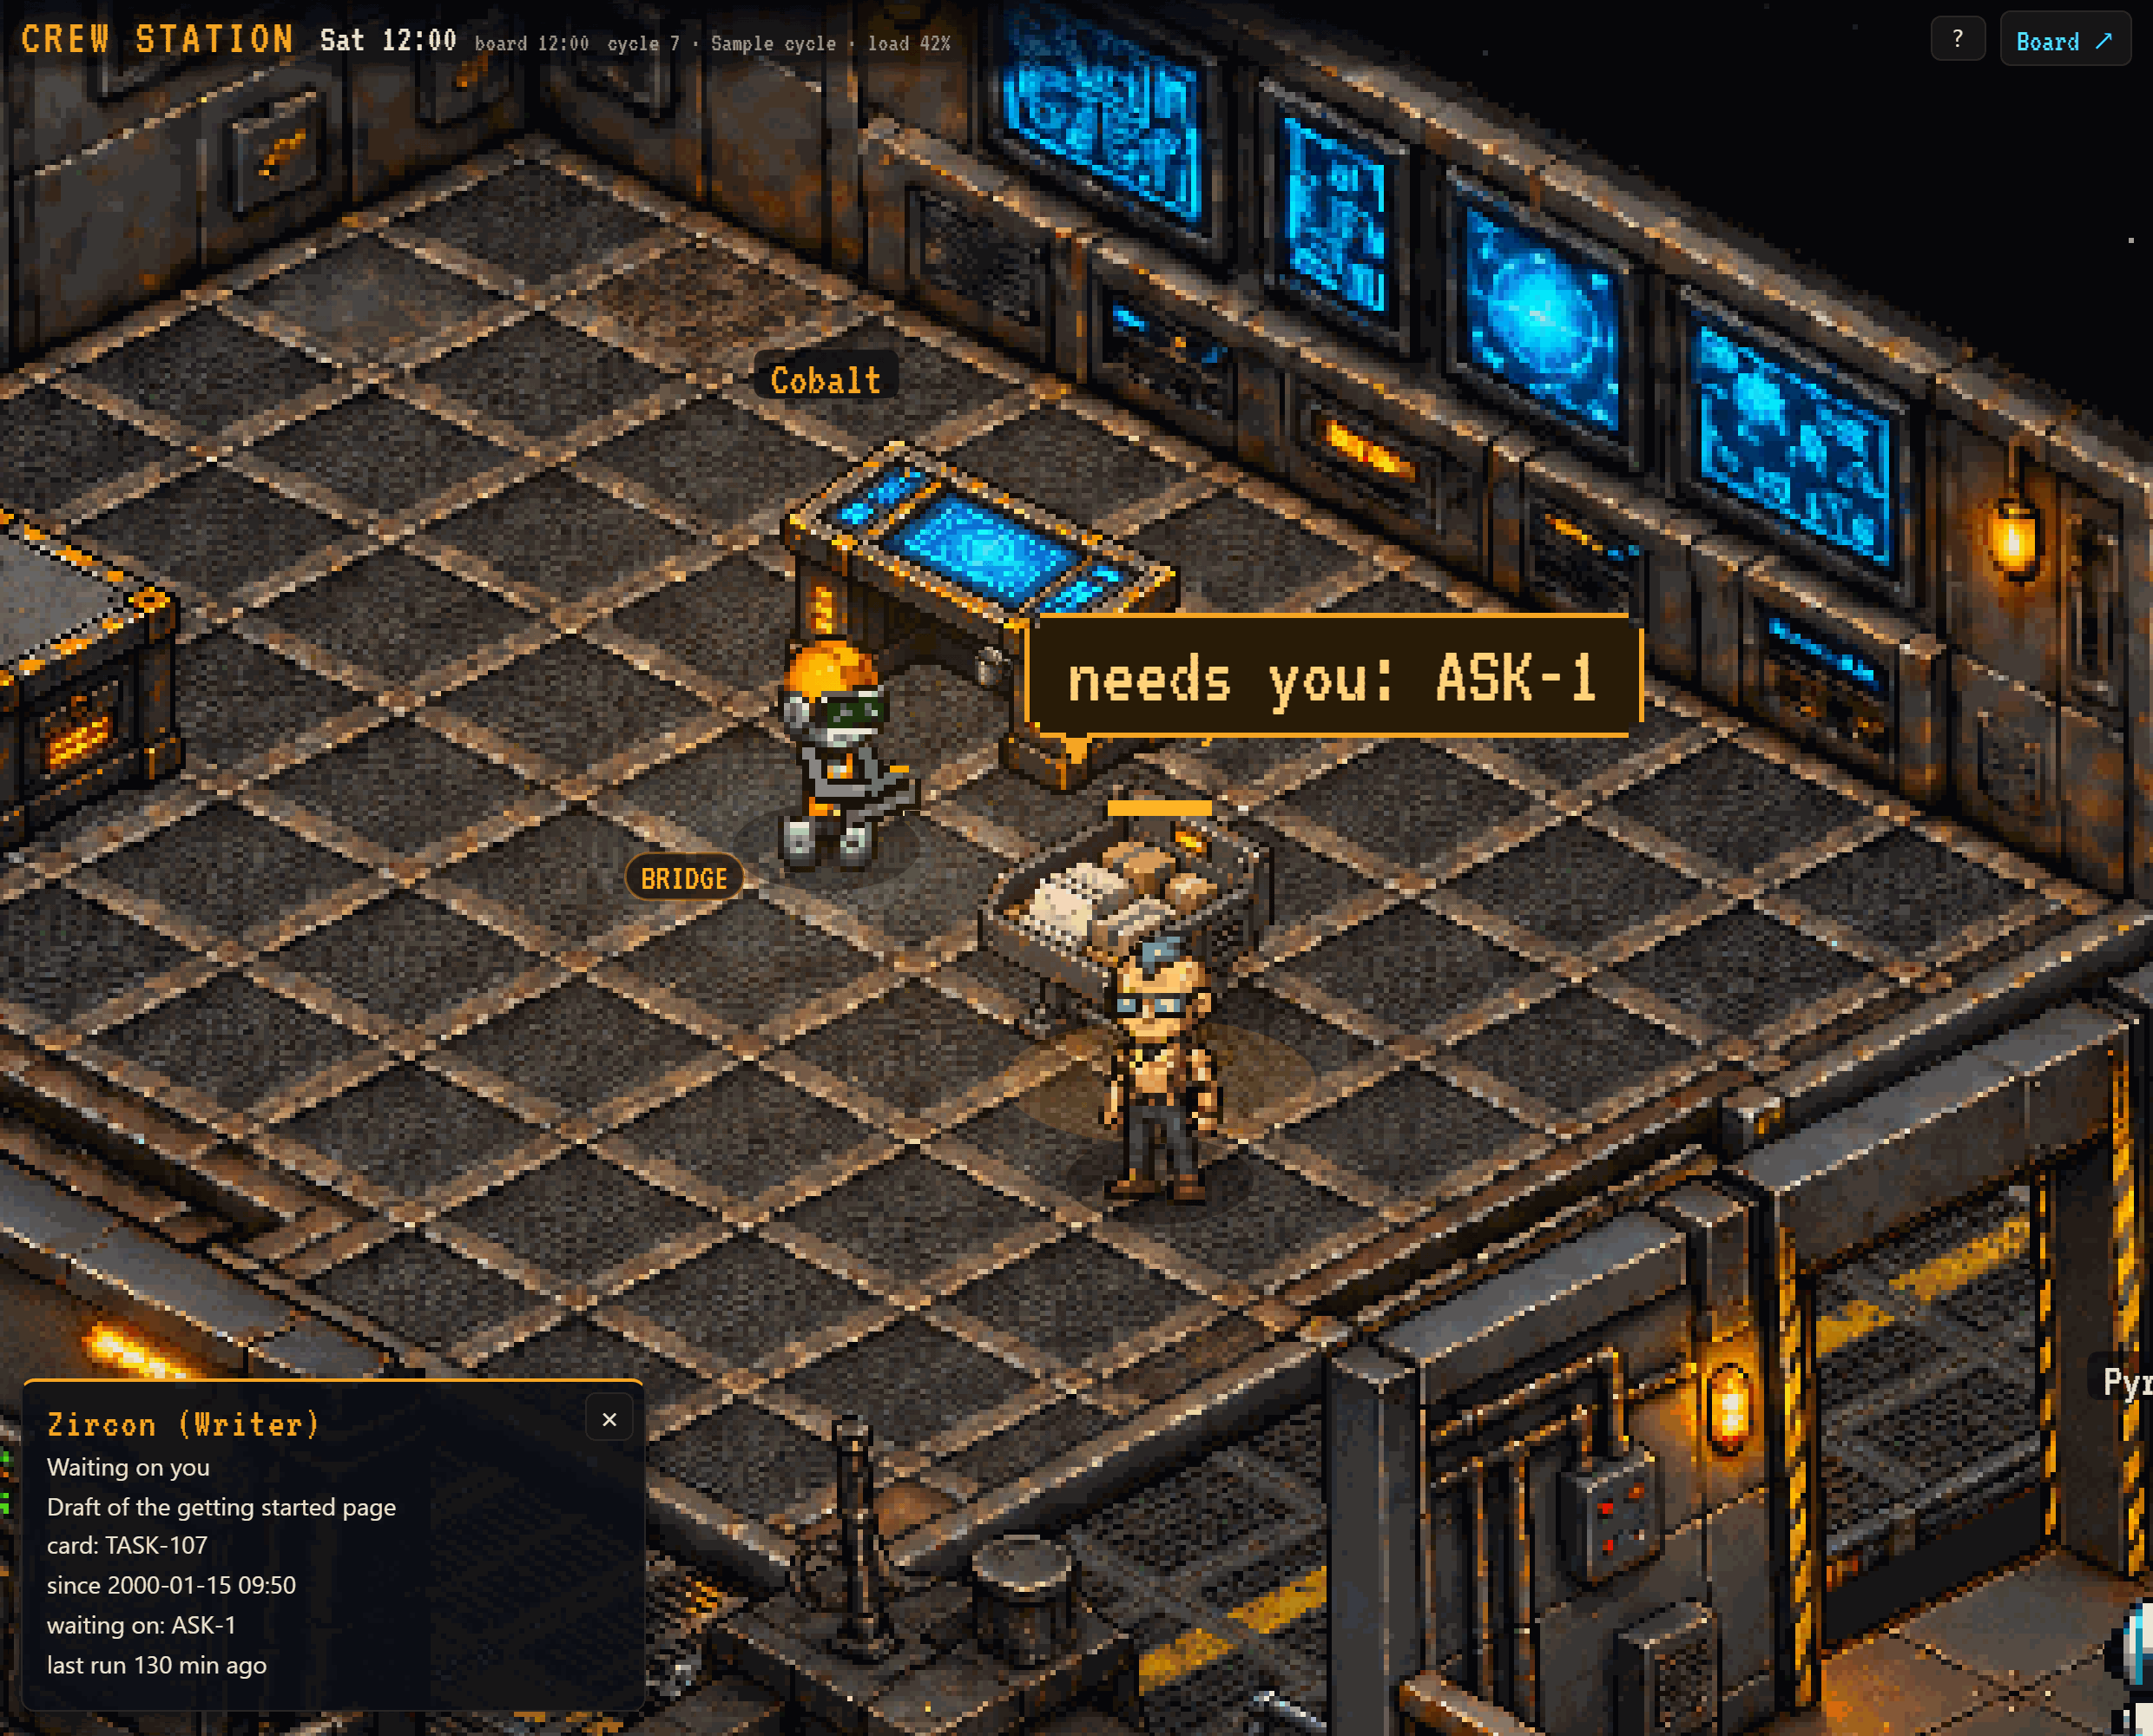 CREW STATION Sat 12:00 board 12:00 cycle 7 · Sample cycle · load 42%
? Board ↗
Cobalt
needs you: ASK-1
BRIDGE
Pyr
Zircon (Writer) ✕
Waiting on you
Draft of the getting started page
card: TASK-107
since 2000-01-15 09:50
waiting on: ASK-1
last run 130 min ago